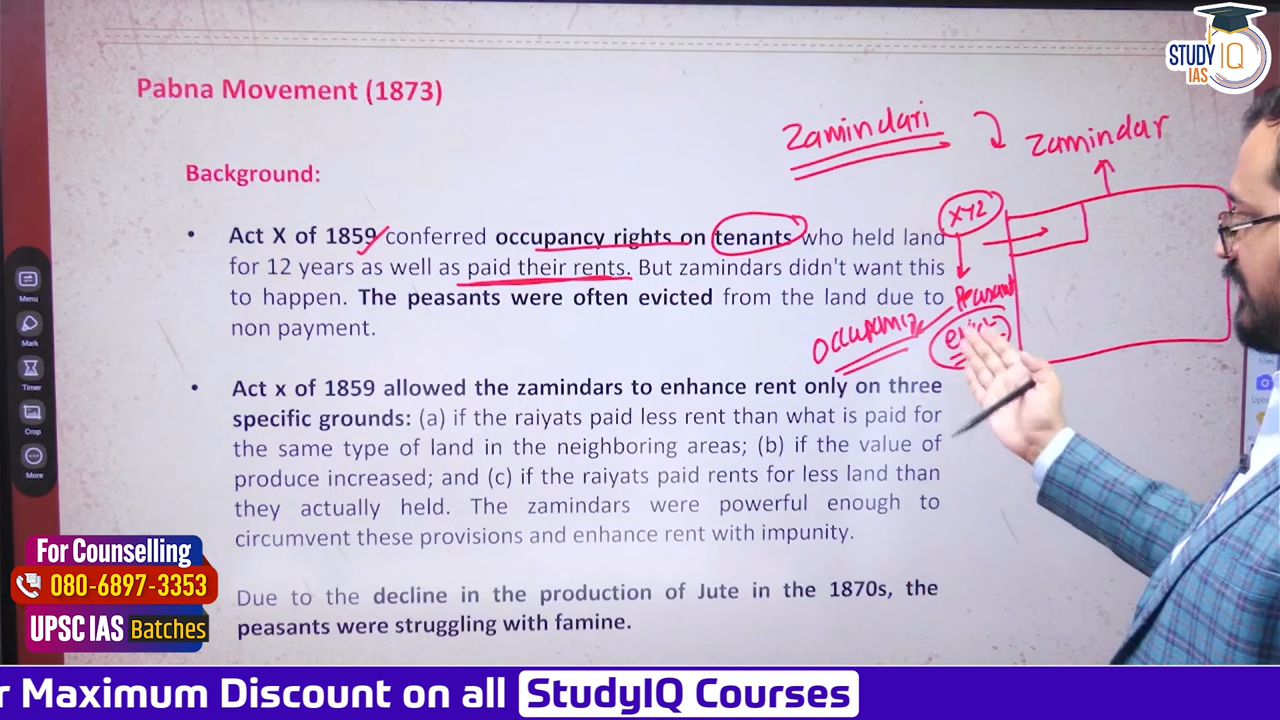 STUDY IQ
IAS
Pabna Movement (1873)
Zamindari
Zamindar
Background:
XYZ
Act X of 1859 conferred occupancy rights on tenants who held land
for 12 years as well as paid their rents. But zamindars didn't want this
to happen. The peasants were often evicted from the land due to
non payment.
Peasant
Occupancy
Act x of 1859 allowed the zamindars to enhance rent only on three
specific grounds: (a) if the raiyats paid less rent than what is paid for
the same type of land in the neighboring areas; (b) if the value of
produce increased; and (c) if the raiyats paid rents for less land than
they actually held. The zamindars were powerful enough to
circumvent these provisions and enhance rent with impunity.
Due to the decline in the production of Jute in the 1870s, the
peasants were struggling with famine.
Menu
Mark
Timer
Crop
More
For Counselling
080-6897-3353
UPSC IAS Batches
r Maximum Discount on all StudyIQ Courses